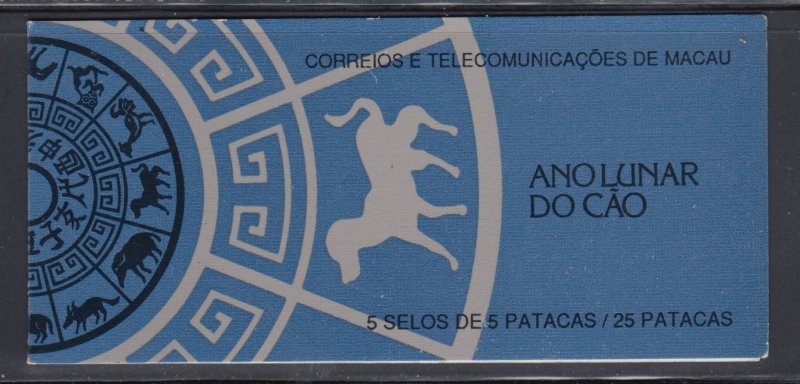 CORREIOS E TELECOMUNICAÇÕES DE MACAU
ANO LUNAR
DO CÃO
5 SELOS DE 5 PATACAS / 25 PATACAS